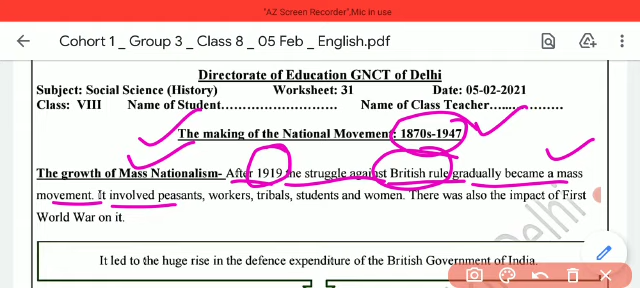 "AZ Screen Recorder",Mic in use
Cohort 1 _ Group 3 _ Class 8 _ 05 Feb _ English.pdf
Directorate of Education GNCT of Delhi
Subject: Social Science (History) Worksheet: 31 Date: 05-02-2021
Class: VIII Name of Student……………………… Name of Class Teacher…...…………
The making of the National Movement: 1870s-1947
The growth of Mass Nationalism- After 1919 the struggle against British rule gradually became a mass
movement. It involved peasants, workers, tribals, students and women. There was also the impact of First
World War on it.
It led to the huge rise in the defence expenditure of the British Government of India.
Delhi